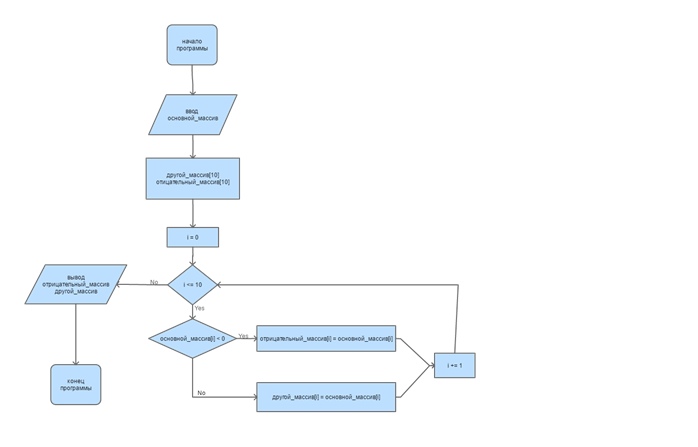 начало
программы
ввод
основной_массив
другой_массив[10]
отицательный_массив[10]
i = 0
i <= 10
No
вывод
отрицательный_массив
другой_массив
Yes
основной_массив[i] < 0
Yes
отрицательный_массив[i] = основной_массив[i]
i += 1
конец
программы
No
другой_массив[i] = основной_массив[i]